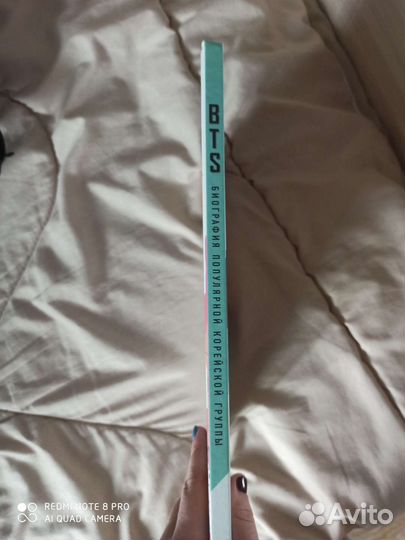 BTS
БИОГРАФИЯ ПОПУЛЯРНОЙ КОРЕЙСКОЙ ГРУППЫ
REDMI NOTE 8 PRO
AI QUAD CAMERA
Avito